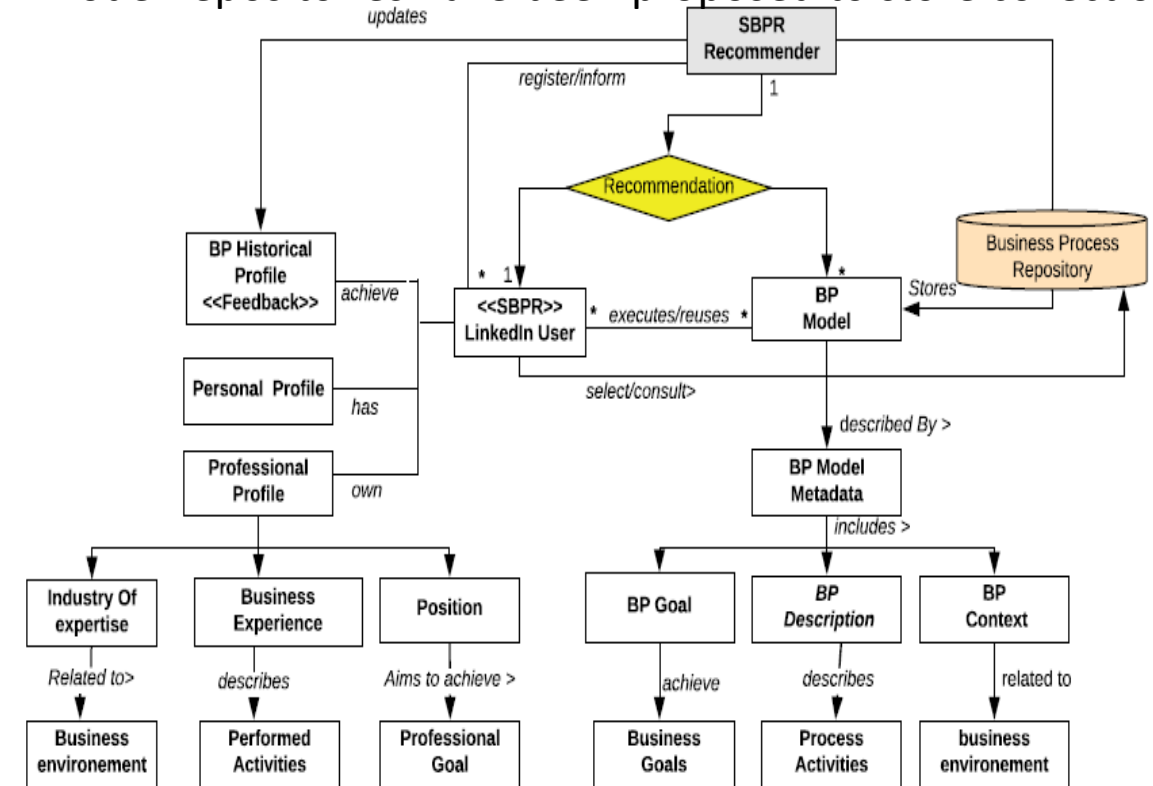 updates
SBPR
Recommender
register/inform
1
Recommendation
BP Historical
Profile
<<Feedback>>
achieve
* 1
<<SBPR>>
LinkedIn User
* executes/reuses *
*
BP
Model
Stores
Business Process
Repository
select/consult>
Personal Profile
has
described By >
Professional
Profile
own
BP Model
Metadata
includes >
Industry Of
expertise
Business
Experience
Position
BP Goal
BP
Description
BP
Context
Related to>
describes
Aims to achieve >
achieve
describes
related to
Business
environement
Performed
Activities
Professional
Goal
Business
Goals
Process
Activities
business
environement